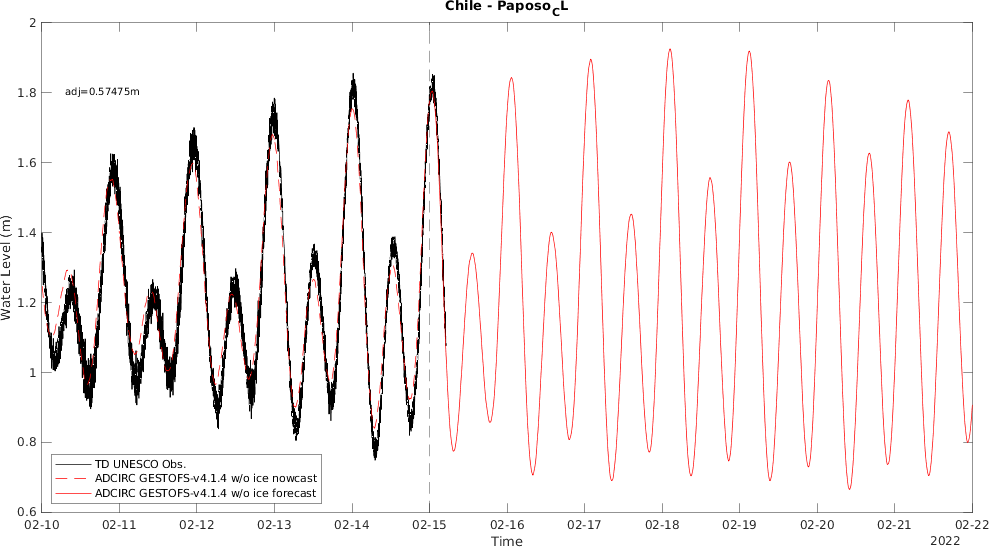 Chile - Paposo_CL
2
1.8
1.6
1.4
1.2
1
0.8
0.6
Water Level (m)
adj=0.57475m
TD UNESCO Obs.
ADCIRC GESTOFS-v4.1.4 w/o ice nowcast
ADCIRC GESTOFS-v4.1.4 w/o ice forecast
02-10 02-11 02-12 02-13 02-14 02-15 02-16 02-17 02-18 02-19 02-20 02-21 02-22
Time
2022